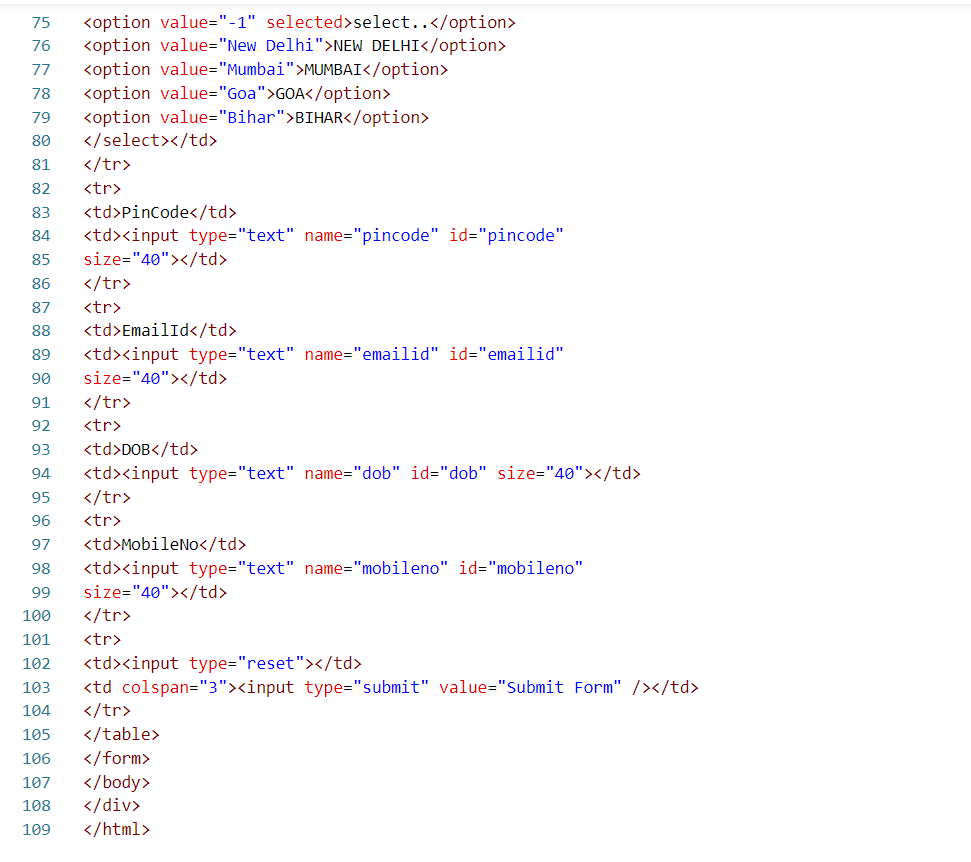 75 <option value="-1" selected>select..</option>
76 <option value="New Delhi">NEW DELHI</option>
77 <option value="Mumbai">MUMBAI</option>
78 <option value="Goa">GOA</option>
79 <option value="Bihar">BIHAR</option>
80 </select></td>
81 </tr>
82 <tr>
83 <td>PinCode</td>
84 <td><input type="text" name="pincode" id="pincode"
85 size="40"></td>
86 </tr>
87 <tr>
88 <td>EmailId</td>
89 <td><input type="text" name="emailid" id="emailid"
90 size="40"></td>
91 </tr>
92 <tr>
93 <td>DOB</td>
94 <td><input type="text" name="dob" id="dob" size="40"></td>
95 </tr>
96 <tr>
97 <td>MobileNo</td>
98 <td><input type="text" name="mobileno" id="mobileno"
99 size="40"></td>
100 </tr>
101 <tr>
102 <td><input type="reset"></td>
103 <td colspan="3"><input type="submit" value="Submit Form" /></td>
104 </tr>
105 </table>
106 </form>
107 </body>
108 </div>
109 </html>